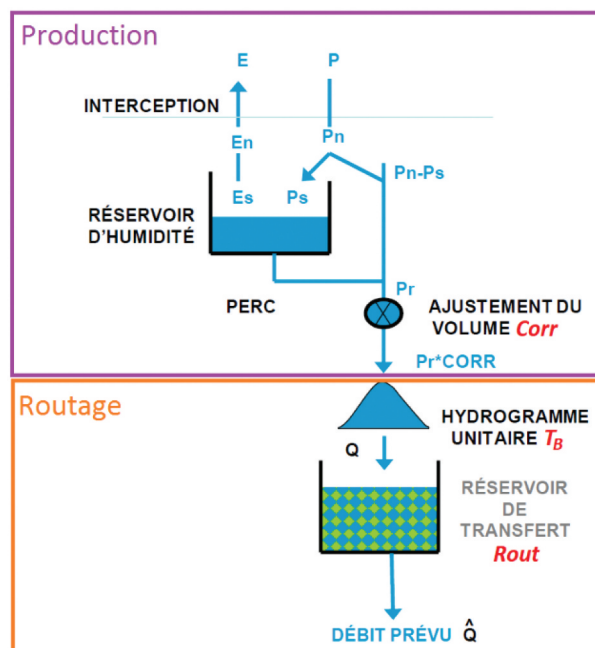 Production
E P
INTERCEPTION
En Pn
Pn-Ps
Es Ps
RÉSERVOIR
D'HUMIDITÉ
Pr
PERC
AJUSTEMENT DU
VOLUME Corr
Pr*CORR
Routage
HYDROGRAMME
UNITAIRE TB
Q
RÉSERVOIR
DE
TRANSFERT
Rout
DÉBIT PRÉVU Q̂